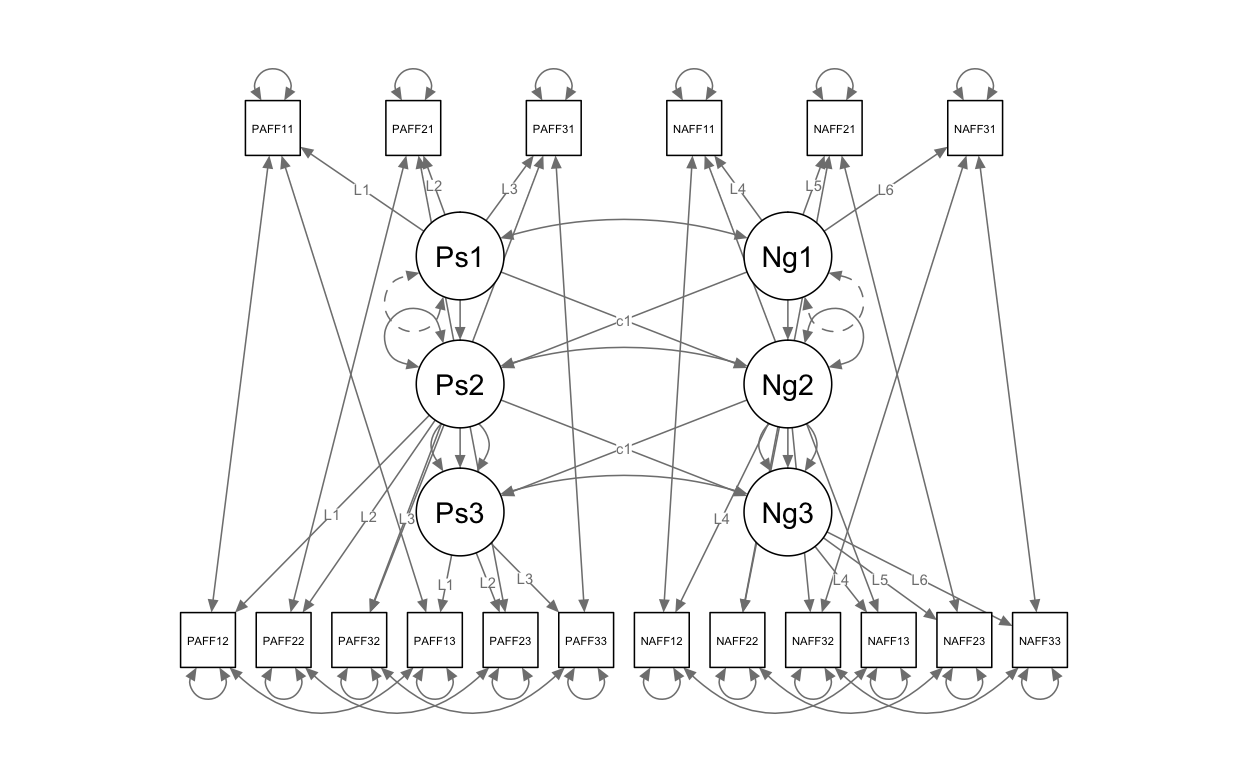 PAFF11 PAFF21 PAFF31 NAFF11 NAFF21 NAFF31
L1 L2 L3 L4 L5 L6
Ps1 Ng1
c1
Ps2 Ng2
c1
Ps3 Ng3
L1 L2 L3 L4
L1 L2 L3 L4 L5 L6
PAFF12 PAFF22 PAFF32 PAFF13 PAFF23 PAFF33 NAFF12 NAFF22 NAFF32 NAFF13 NAFF23 NAFF33